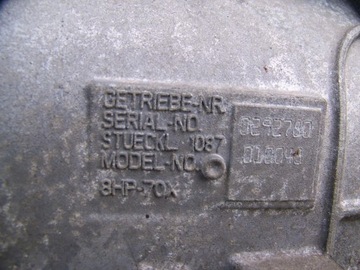 GETRIEBE-NR.
SERIAL-NO.
STUECKL. 1087
MODEL-NO.
8HP-70X